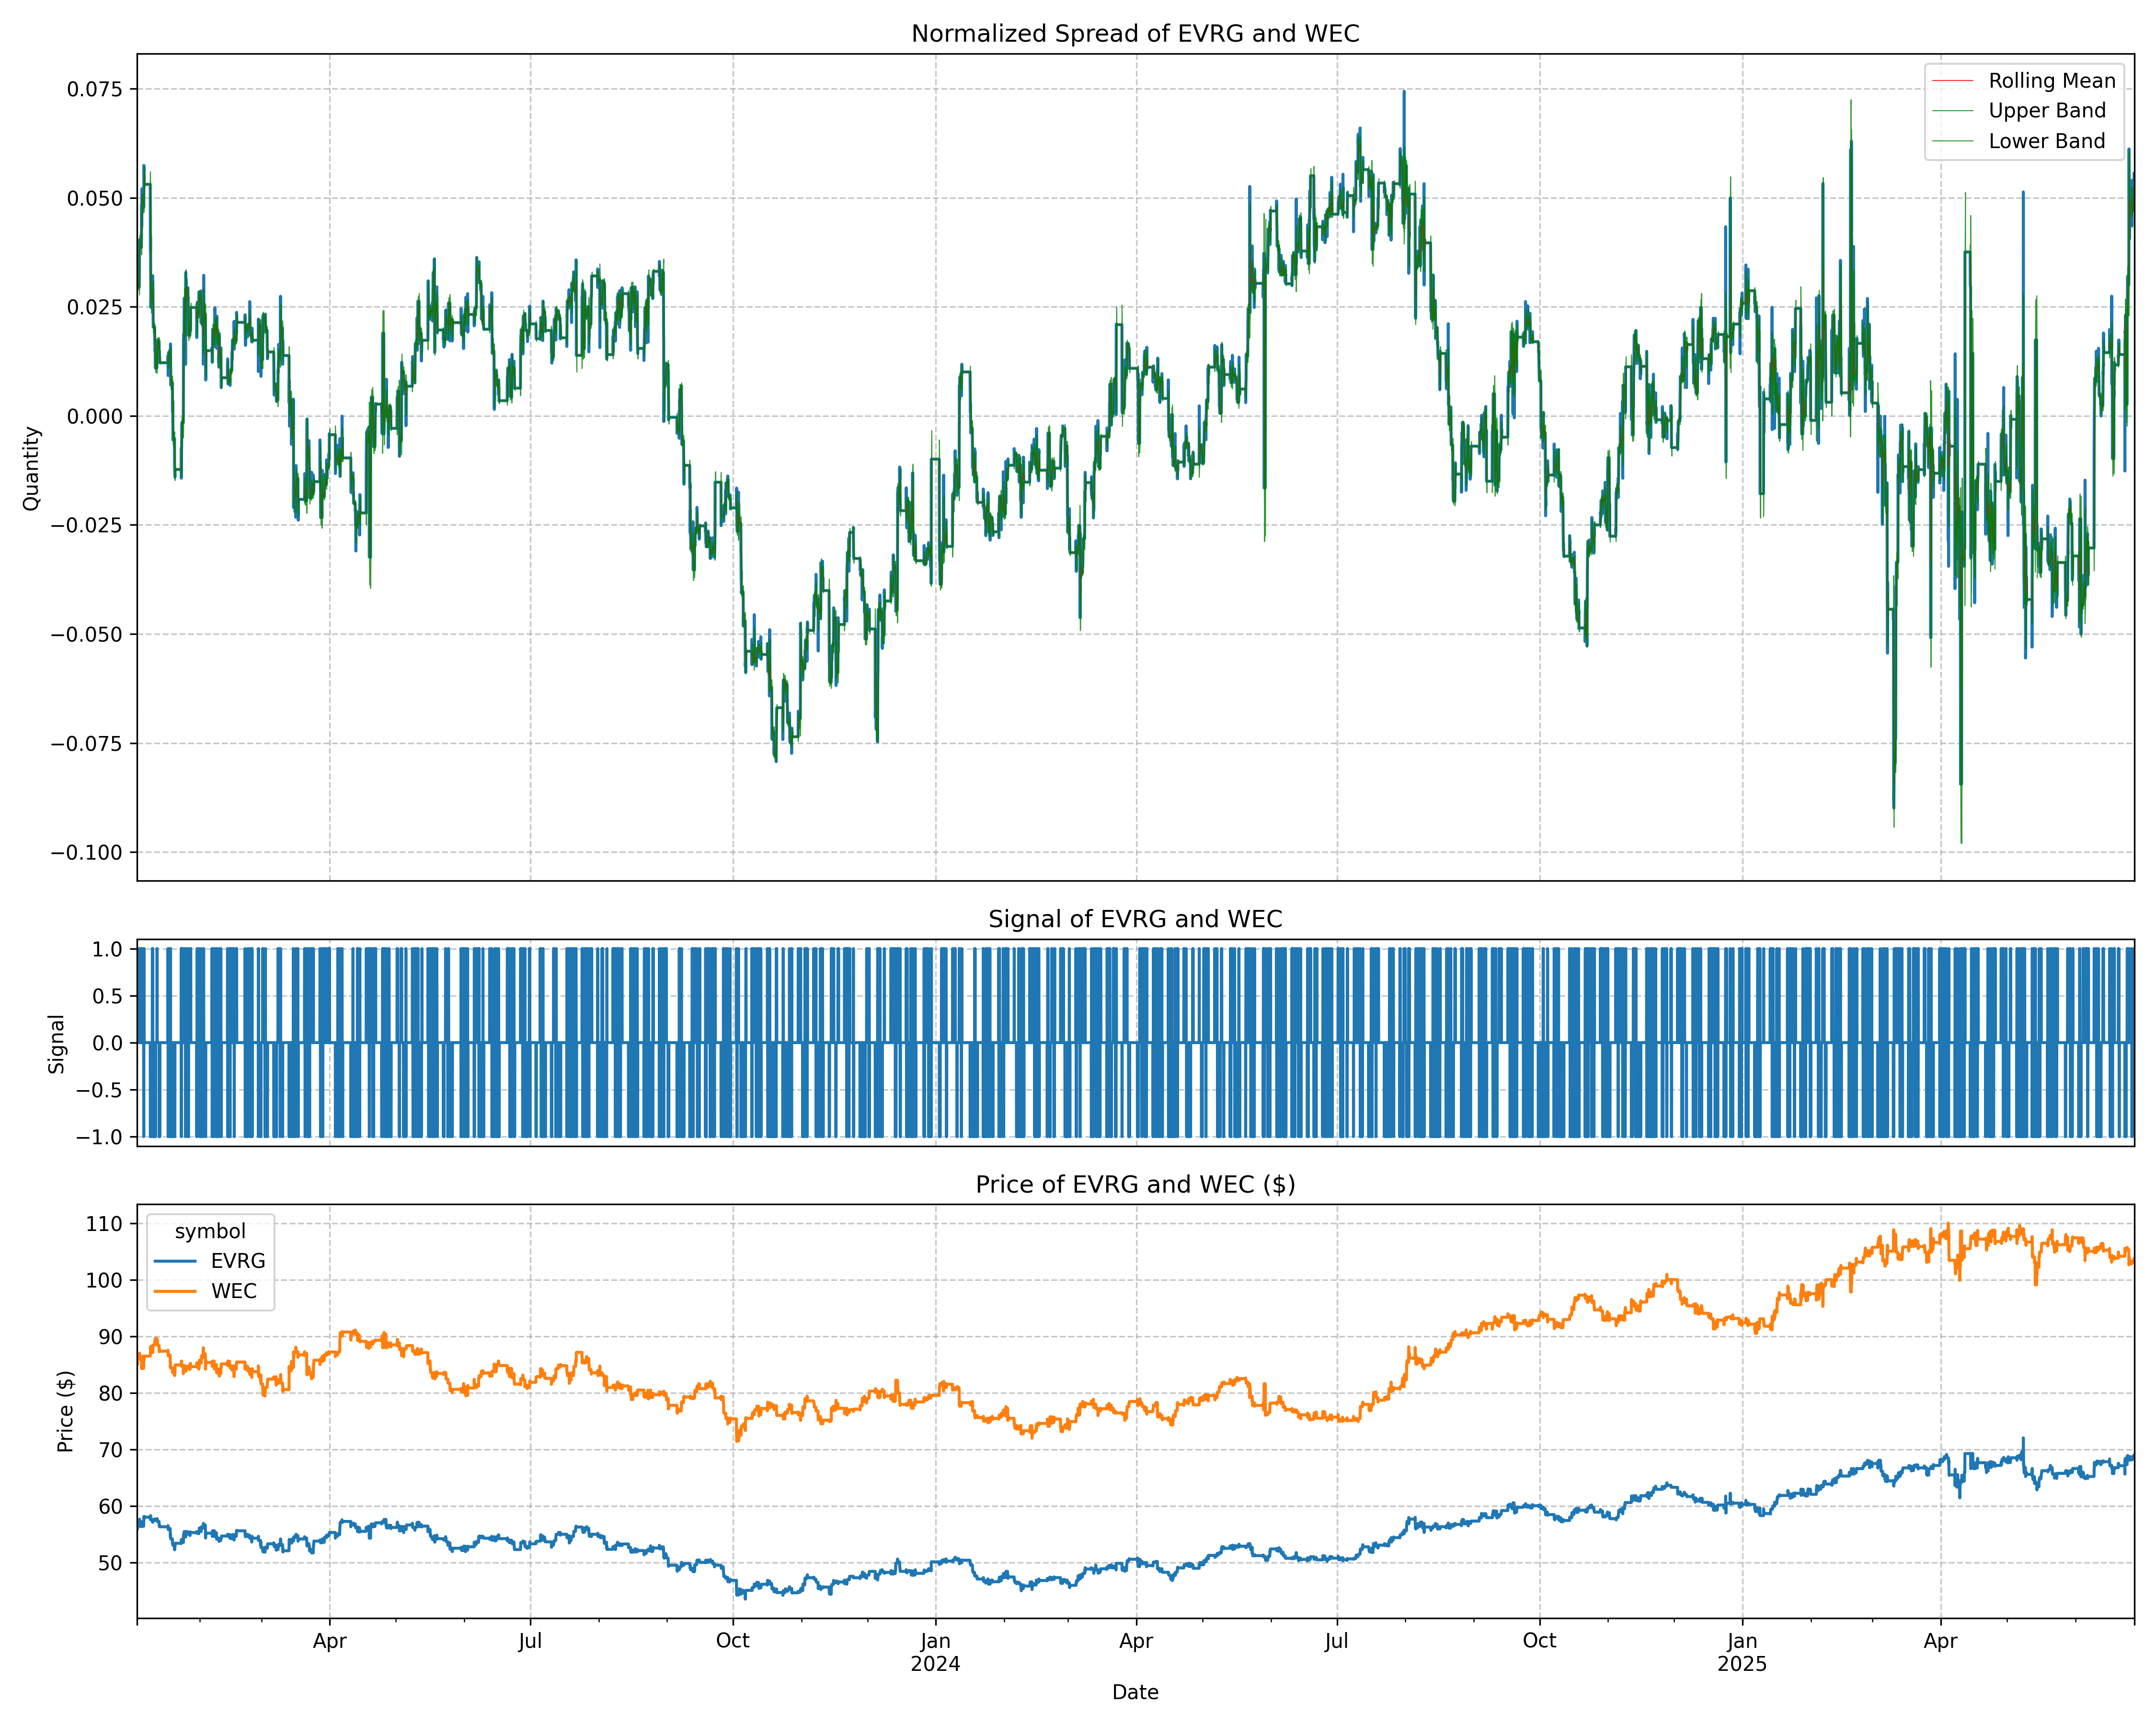 Normalized Spread of EVRG and WEC
Quantity
0.075
0.050
0.025
0.000
−0.025
−0.050
−0.075
−0.100
Rolling Mean
Upper Band
Lower Band
Signal of EVRG and WEC
Signal
1.0
0.5
0.0
−0.5
−1.0
Price of EVRG and WEC ($)
Price ($)
110
100
90
80
70
60
50
symbol
EVRG
WEC
Apr Jul Oct Jan Apr Jul Oct Jan Apr
2024 2025
Date